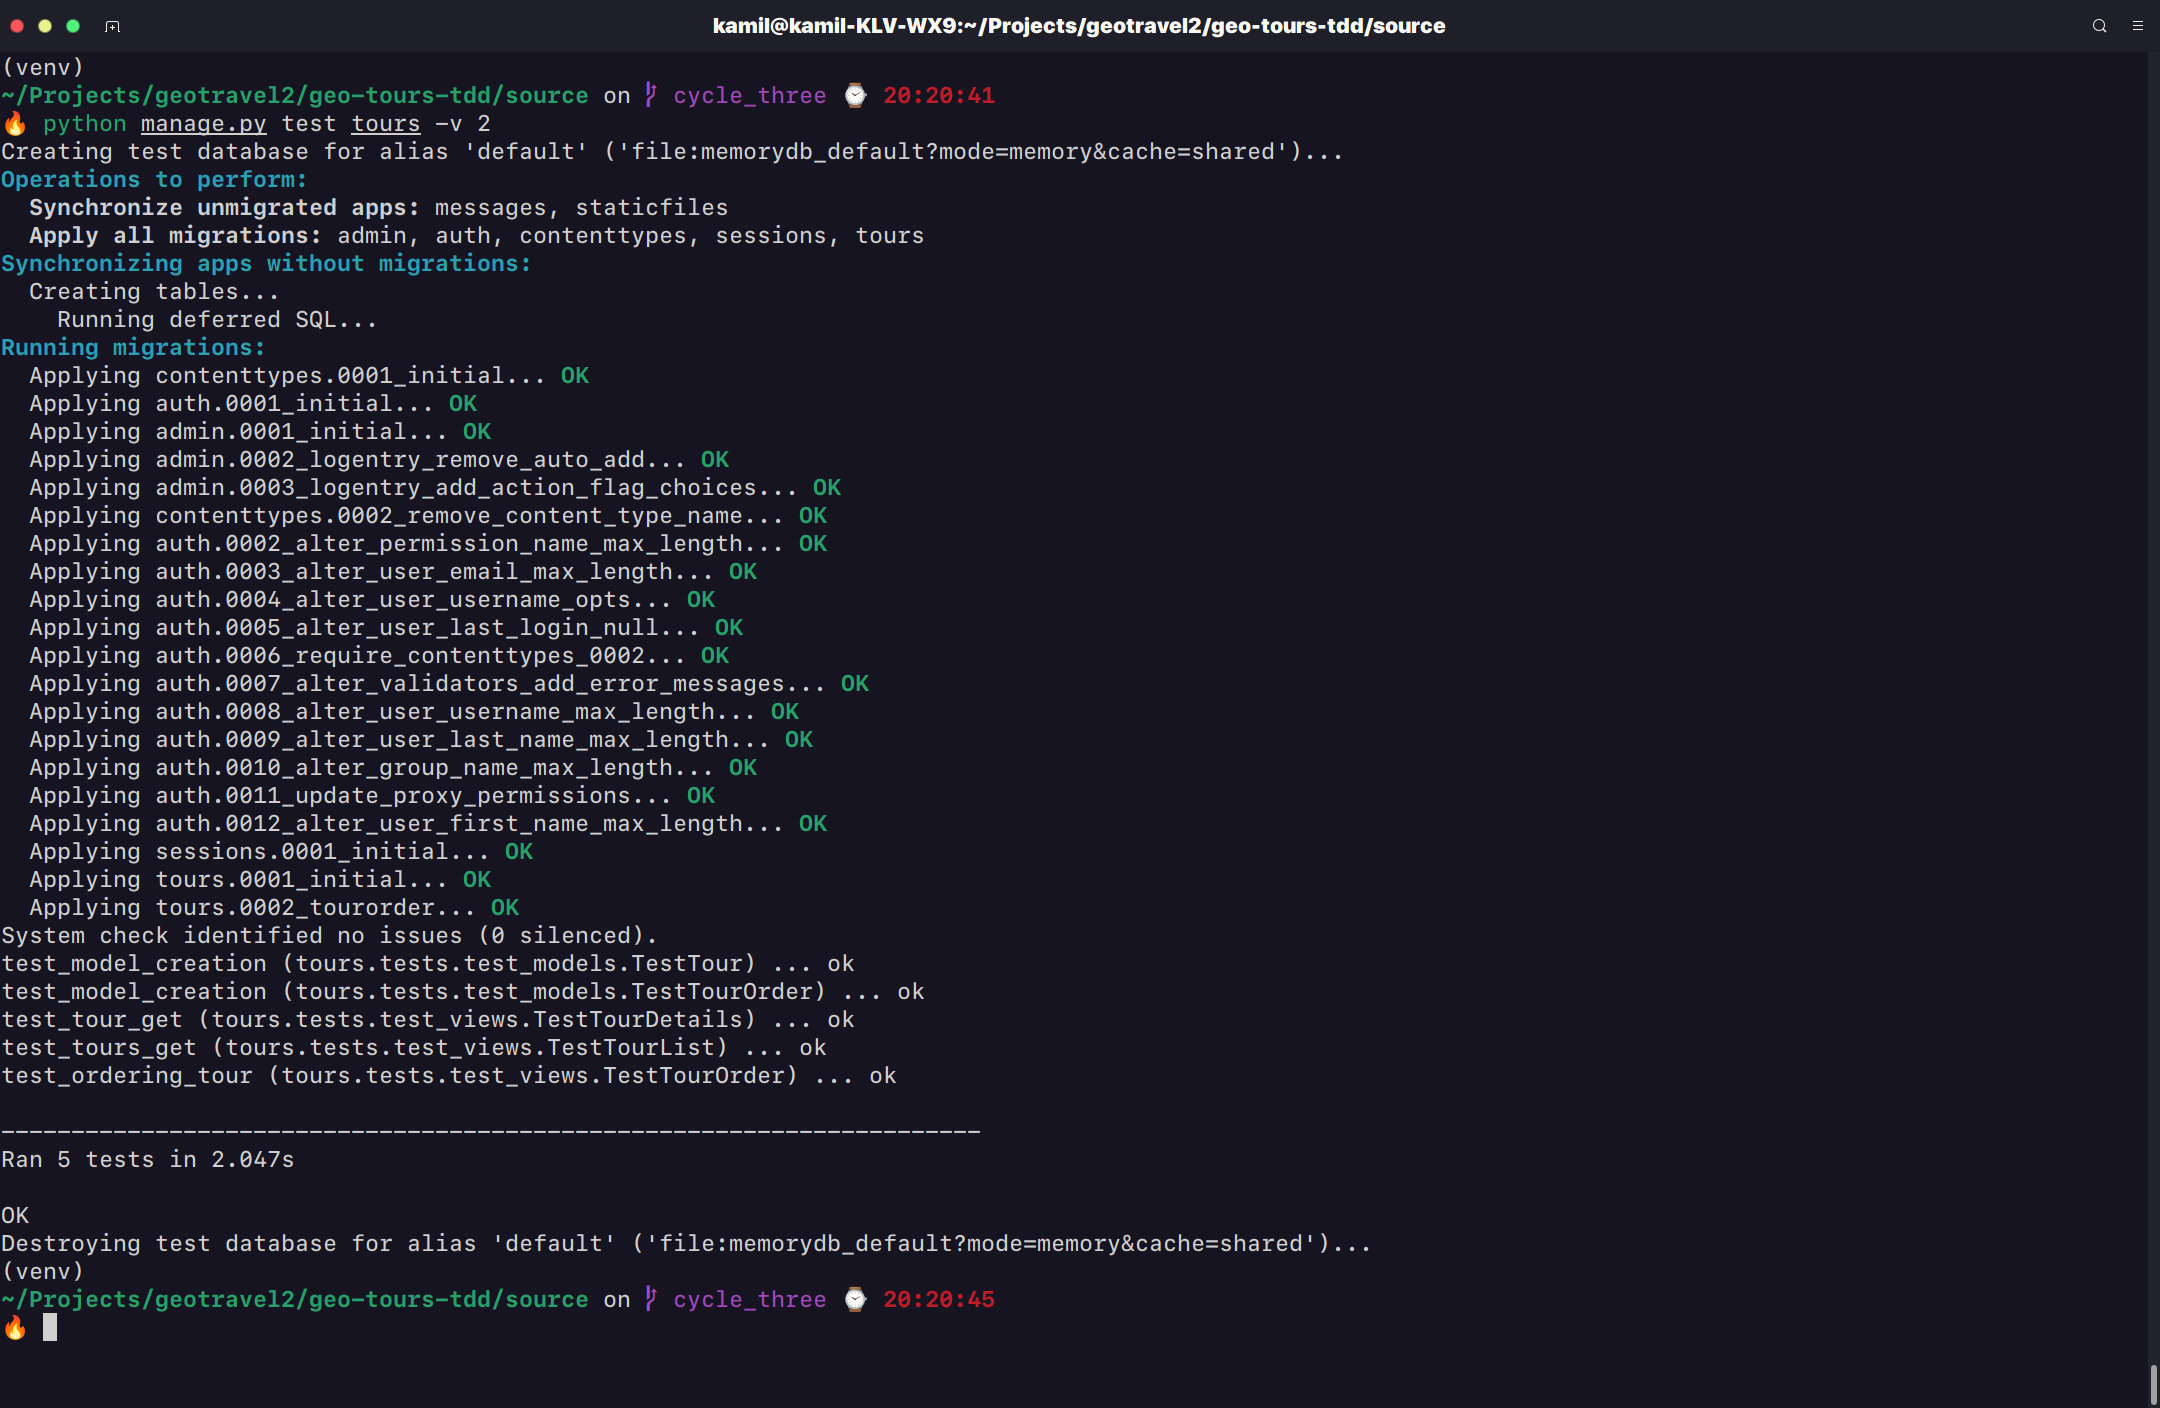 kamil@kamil-KLV-WX9:~/Projects/geotravel2/geo-tours-tdd/source
(venv)
~/Projects/geotravel2/geo-tours-tdd/source on cycle_three ⌚ 20:20:41
🔥 python manage.py test tours -v 2
Creating test database for alias 'default' ('file:memorydb_default?mode=memory&cache=shared')...
Operations to perform:
  Synchronize unmigrated apps: messages, staticfiles
  Apply all migrations: admin, auth, contenttypes, sessions, tours
Synchronizing apps without migrations:
  Creating tables...
    Running deferred SQL...
Running migrations:
  Applying contenttypes.0001_initial... OK
  Applying auth.0001_initial... OK
  Applying admin.0001_initial... OK
  Applying admin.0002_logentry_remove_auto_add... OK
  Applying admin.0003_logentry_add_action_flag_choices... OK
  Applying contenttypes.0002_remove_content_type_name... OK
  Applying auth.0002_alter_permission_name_max_length... OK
  Applying auth.0003_alter_user_email_max_length... OK
  Applying auth.0004_alter_user_username_opts... OK
  Applying auth.0005_alter_user_last_login_null... OK
  Applying auth.0006_require_contenttypes_0002... OK
  Applying auth.0007_alter_validators_add_error_messages... OK
  Applying auth.0008_alter_user_username_max_length... OK
  Applying auth.0009_alter_user_last_name_max_length... OK
  Applying auth.0010_alter_group_name_max_length... OK
  Applying auth.0011_update_proxy_permissions... OK
  Applying auth.0012_alter_user_first_name_max_length... OK
  Applying sessions.0001_initial... OK
  Applying tours.0001_initial... OK
  Applying tours.0002_tourorder... OK
System check identified no issues (0 silenced).
test_model_creation (tours.tests.test_models.TestTour) ... ok
test_model_creation (tours.tests.test_models.TestTourOrder) ... ok
test_tour_get (tours.tests.test_views.TestTourDetails) ... ok
test_tours_get (tours.tests.test_views.TestTourList) ... ok
test_ordering_tour (tours.tests.test_views.TestTourOrder) ... ok
----------------------------------------------------------------------
Ran 5 tests in 2.047s
OK
Destroying test database for alias 'default' ('file:memorydb_default?mode=memory&cache=shared')...
(venv)
~/Projects/geotravel2/geo-tours-tdd/source on cycle_three ⌚ 20:20:45
🔥